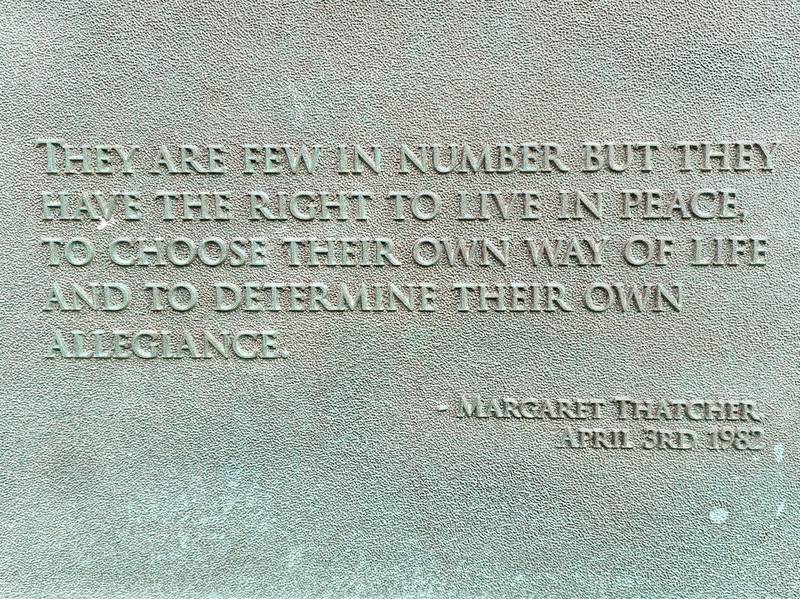 THEY ARE FEW IN NUMBER BUT THEY
HAVE THE RIGHT TO LIVE IN PEACE,
TO CHOOSE THEIR OWN WAY OF LIFE
AND TO DETERMINE THEIR OWN
ALLEGIANCE.
- MARGARET THATCHER,
APRIL 3RD 1982